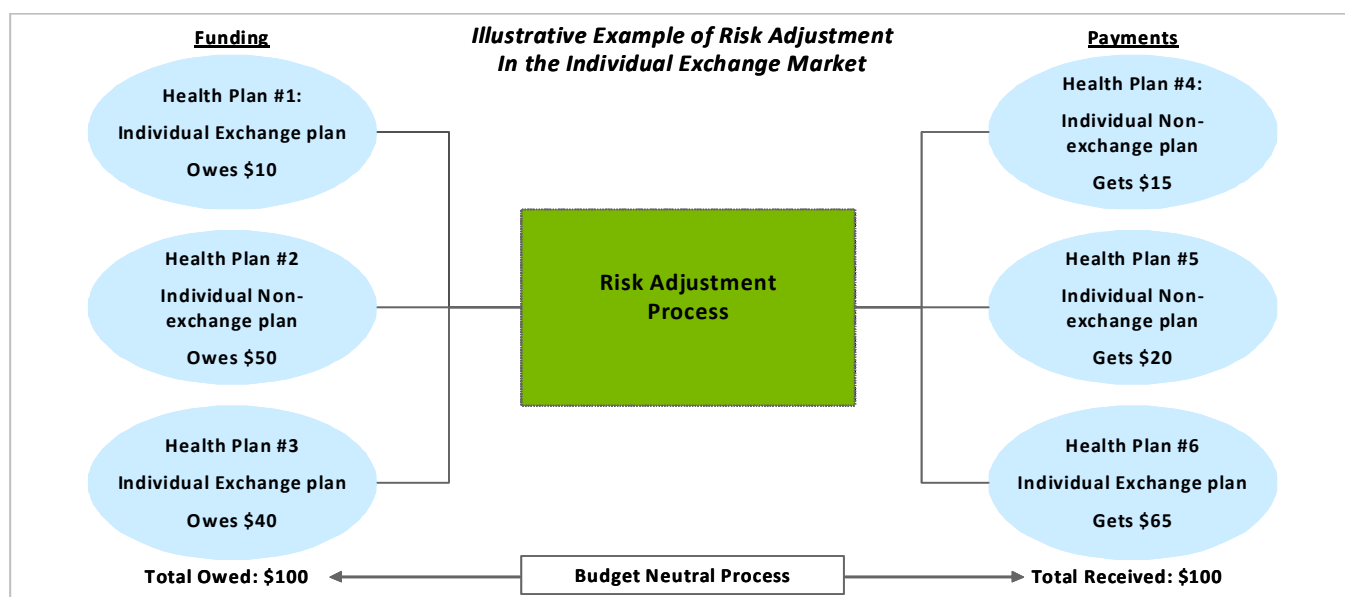 Funding
Illustrative Example of Risk Adjustment
In the Individual Exchange Market
Payments
Health Plan #1:
Individual Exchange plan
Owes $10
Health Plan #2
Individual Non-
exchange plan
Owes $50
Health Plan #3
Individual Exchange plan
Owes $40
Total Owed: $100
Risk Adjustment
Process
Budget Neutral Process
Health Plan #4:
Individual Non-
exchange plan
Gets $15
Health Plan #5
Individual Non-
exchange plan
Gets $20
Health Plan #6
Individual Exchange plan
Gets $65
Total Received: $100